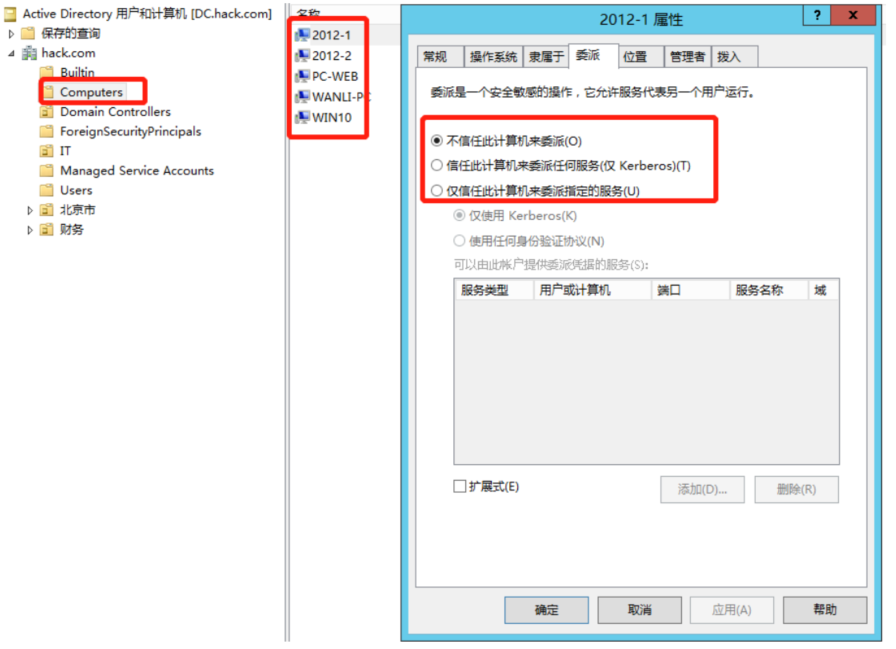 Active Directory 用户和计算机 [DC.hack.com]
保存的查询
hack.com
Builtin
Computers
Domain Controllers
ForeignSecurityPrincipals
IT
Managed Service Accounts
Users
北京市
财务
名称
2012-1
2012-2
PC-WEB
WANLI-PC
WIN10
2012-1 属性
? x
常规 操作系统 隶属于 委派 位置 管理者 拨入
委派是一个安全敏感的操作，它允许服务代表另一个用户运行。
不信任此计算机来委派(O)
信任此计算机来委派任何服务(仅 Kerberos)(T)
仅信任此计算机来委派指定的服务(U)
仅使用 Kerberos(K)
使用任何身份验证协议(N)
可以由此帐户提供委派凭据的服务(S):
服务类型 用户或计算机 端口 服务名称 域
扩展式(E)
添加(D)... 删除(R)
确定 取消 应用(A) 帮助